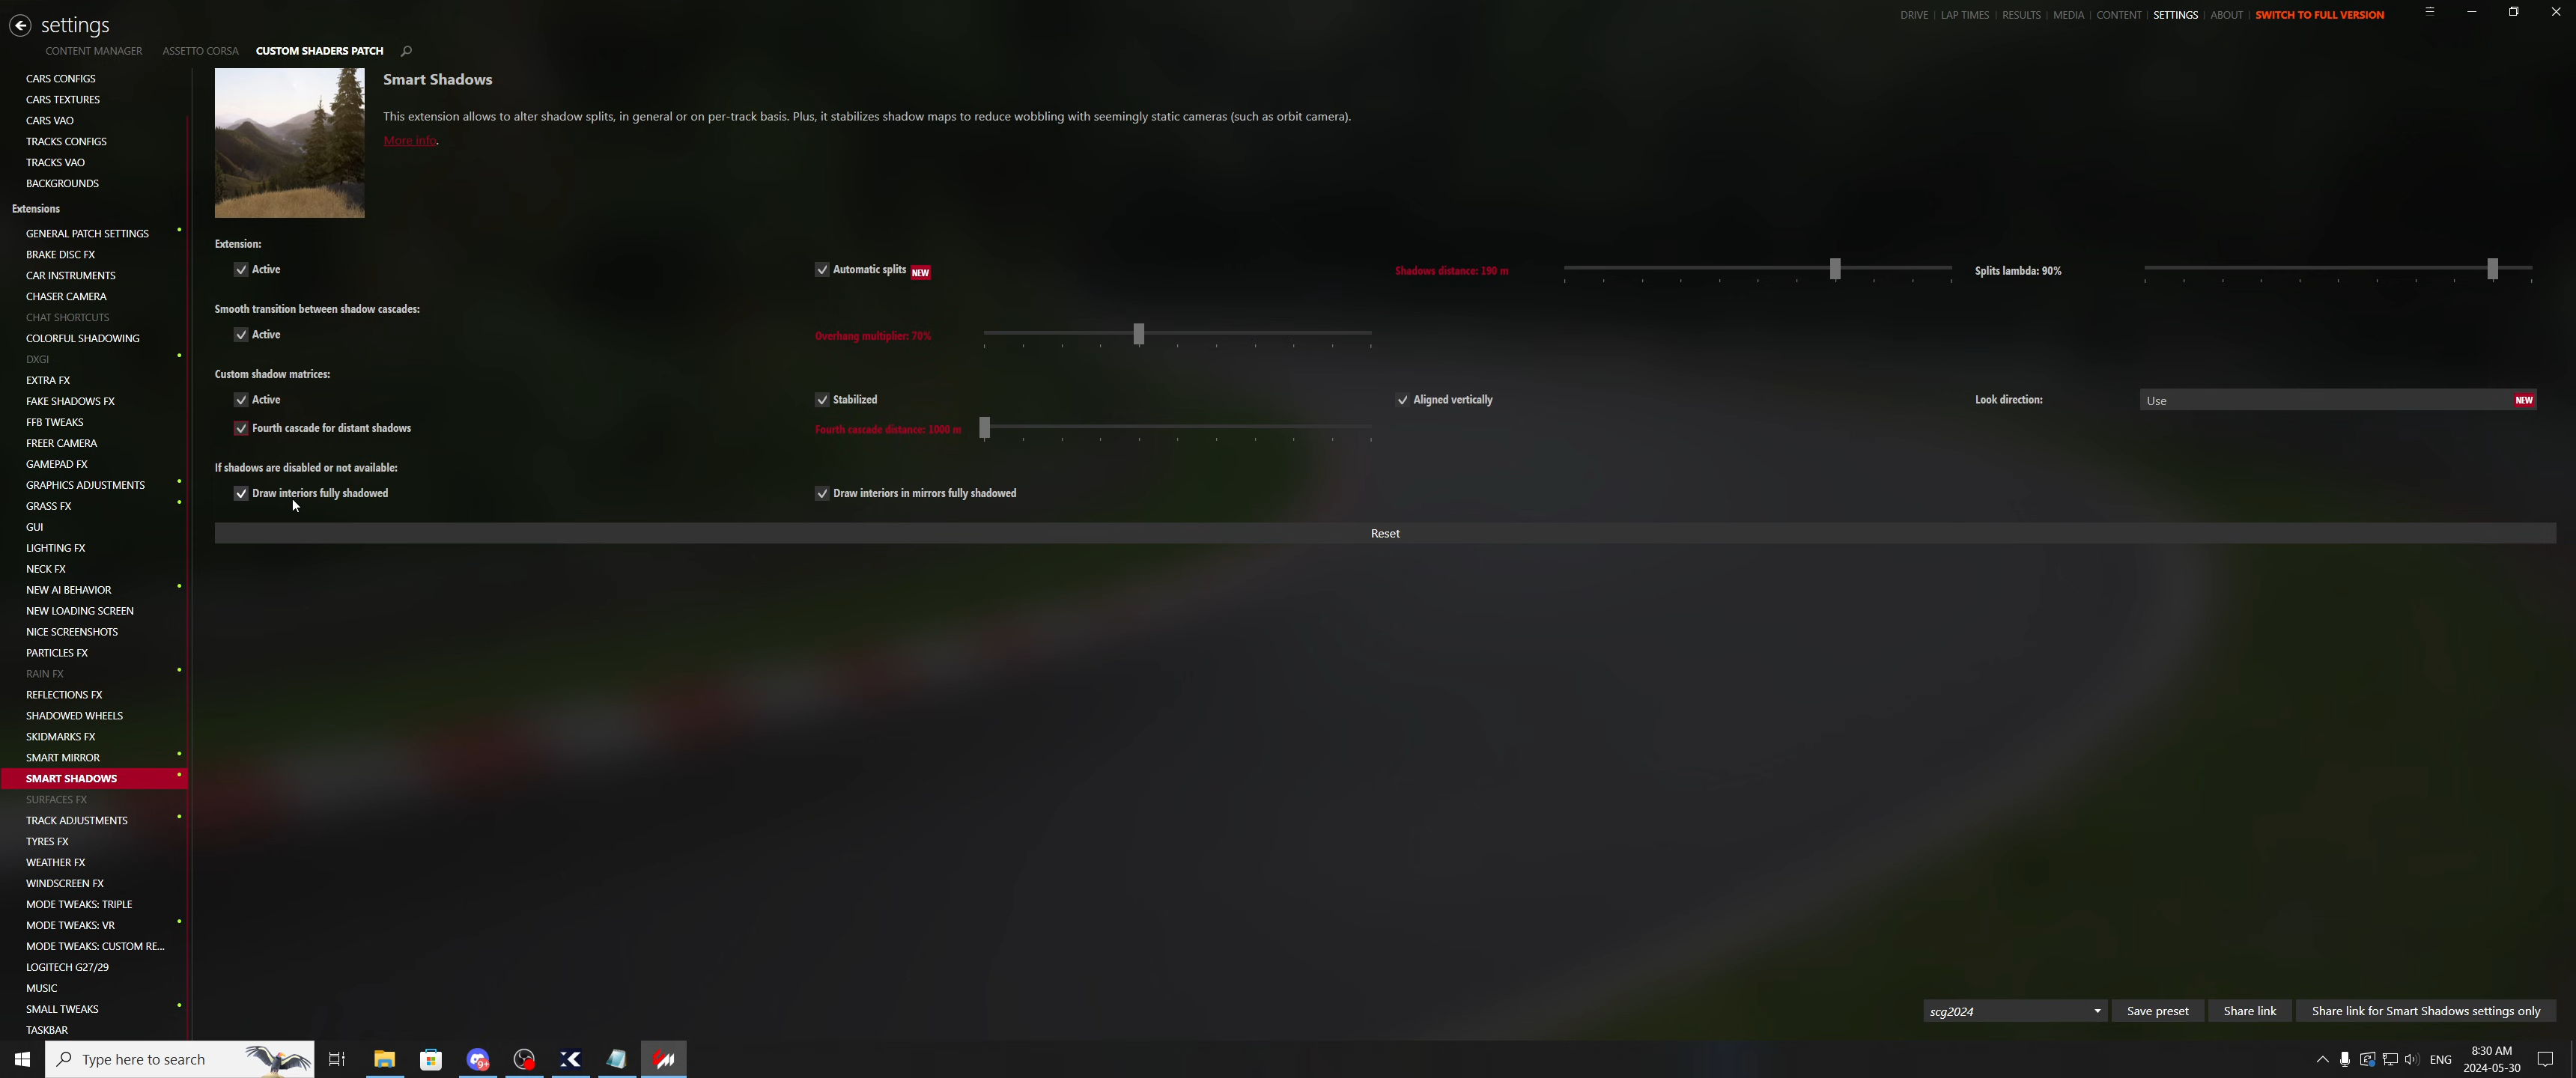 settings
DRIVE LAP TIMES RESULTS MEDIA CONTENT SETTINGS ABOUT SWITCH TO FULL VERSION
CONTENT MANAGER ASSETTO CORSA CUSTOM SHADERS PATCH
CARS CONFIGS
CARS TEXTURES
CARS VAO
TRACKS CONFIGS
TRACKS VAO
BACKGROUNDS
Extensions
GENERAL PATCH SETTINGS
BRAKE DISC FX
CAR INSTRUMENTS
CHASER CAMERA
CHAT SHORTCUTS
COLORFUL SHADOWING
DXGI
EXTRA FX
FAKE SHADOWS FX
FFB TWEAKS
FREER CAMERA
GAMEPAD FX
GRAPHICS ADJUSTMENTS
GRASS FX
GUI
LIGHTING FX
NECK FX
NEW AI BEHAVIOR
NEW LOADING SCREEN
NICE SCREENSHOTS
PARTICLES FX
RAIN FX
REFLECTIONS FX
SHADOWED WHEELS
SKIDMARKS FX
SMART MIRROR
SMART SHADOWS
SURFACES FX
TRACK ADJUSTMENTS
TYRES FX
WEATHER FX
WINDSCREEN FX
MODE TWEAKS: TRIPLE
MODE TWEAKS: VR
MODE TWEAKS: CUSTOM RE...
LOGITECH G27/29
MUSIC
SMALL TWEAKS
TASKBAR
Smart Shadows
This extension allows to alter shadow splits, in general or on per-track basis. Plus, it stabilizes shadow maps to reduce wobbling with seemingly static cameras (such as orbit camera).
More info.
Extension:
Active Automatic splits NEW Shadows distance: 190 m Splits lambda: 90%
Smooth transition between shadow cascades:
Active Overhang multiplier: 70%
Custom shadow matrices:
Active Stabilized Aligned vertically Look direction: Use NEW
Fourth cascade for distant shadows Fourth cascade distance: 1000 m
If shadows are disabled or not available:
Draw interiors fully shadowed Draw interiors in mirrors fully shadowed
Reset
scg2024 Save preset Share link Share link for Smart Shadows settings only
Type here to search
9+
ENG
8:30 AM
2024-05-30